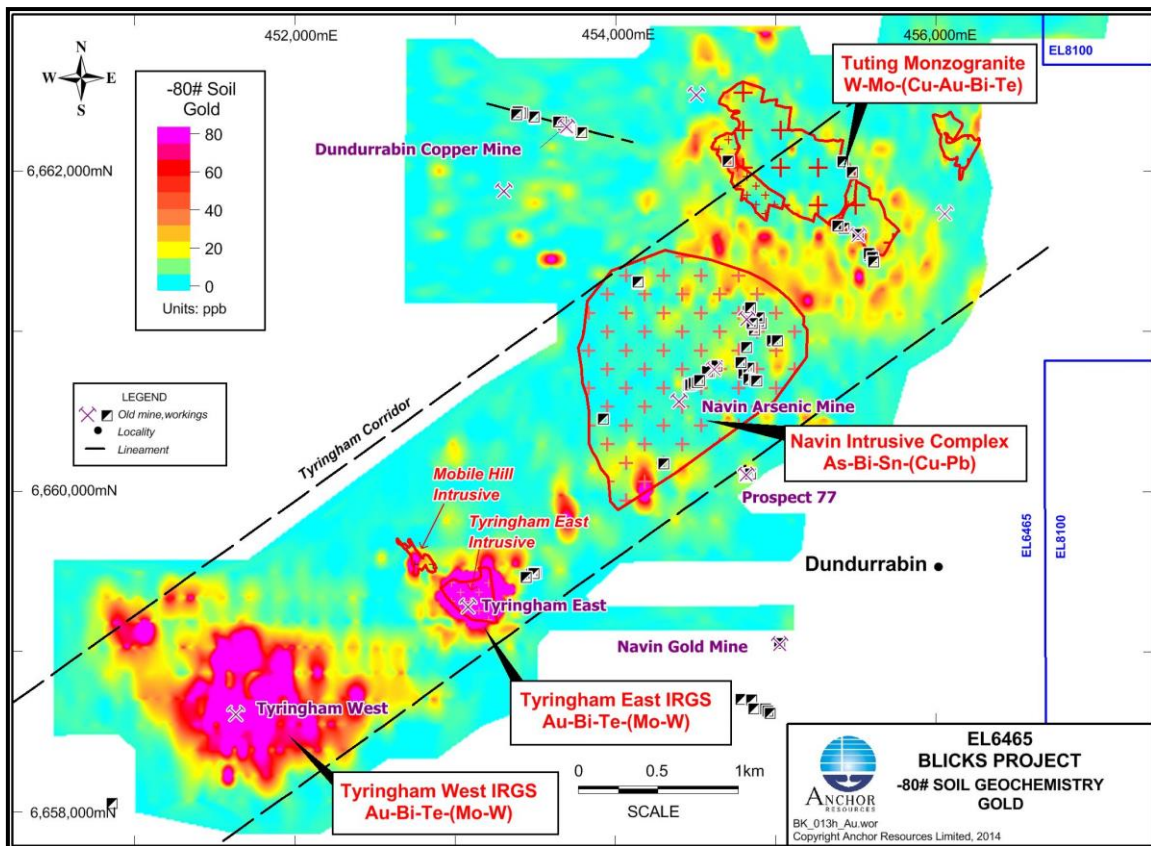 452,000mE
454,000mE
456,000mE
EL8100
N
W E
S
-80# Soil
Gold
80
60
40
20
0
Units: ppb
Tuting Monzogranite
W-Mo-(Cu-Au-Bi-Te)
Dundurrabin Copper Mine
6,662,000mN
LEGEND
Old mine,workings
Locality
Lineament
Tyringham Corridor
Navin Arsenic Mine
Navin Intrusive Complex
As-Bi-Sn-(Cu-Pb)
6,660,000mN
Mobile Hill
Intrusive
Tyringham East
Intrusive
Prospect 77
EL6465
EL8100
Dundurrabin
Tyringham East
Navin Gold Mine
Tyringham West
Tyringham East IRGS
Au-Bi-Te-(Mo-W)
Tyringham West IRGS
Au-Bi-Te-(Mo-W)
6,658,000mN
0 0.5 1km
SCALE
ANCHOR
RESOURCES
EL6465
BLICKS PROJECT
-80# SOIL GEOCHEMISTRY
GOLD
BK_013h_Au.wor
Copyright Anchor Resources Limited, 2014